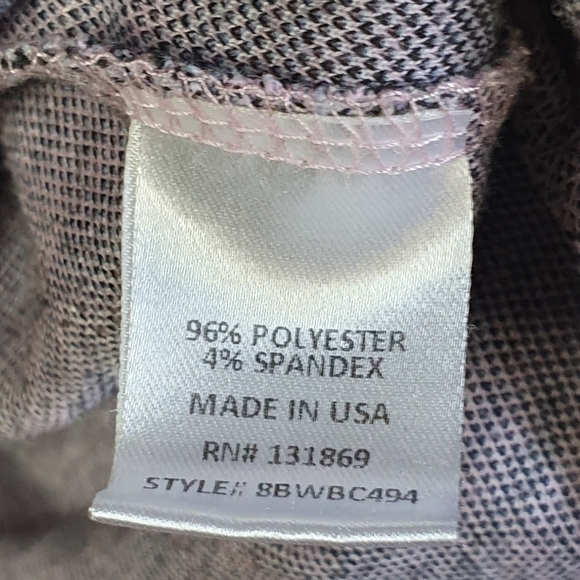 96% POLYESTER
4% SPANDEX
MADE IN USA
RN# 131869
STYLE# 8BWBC494